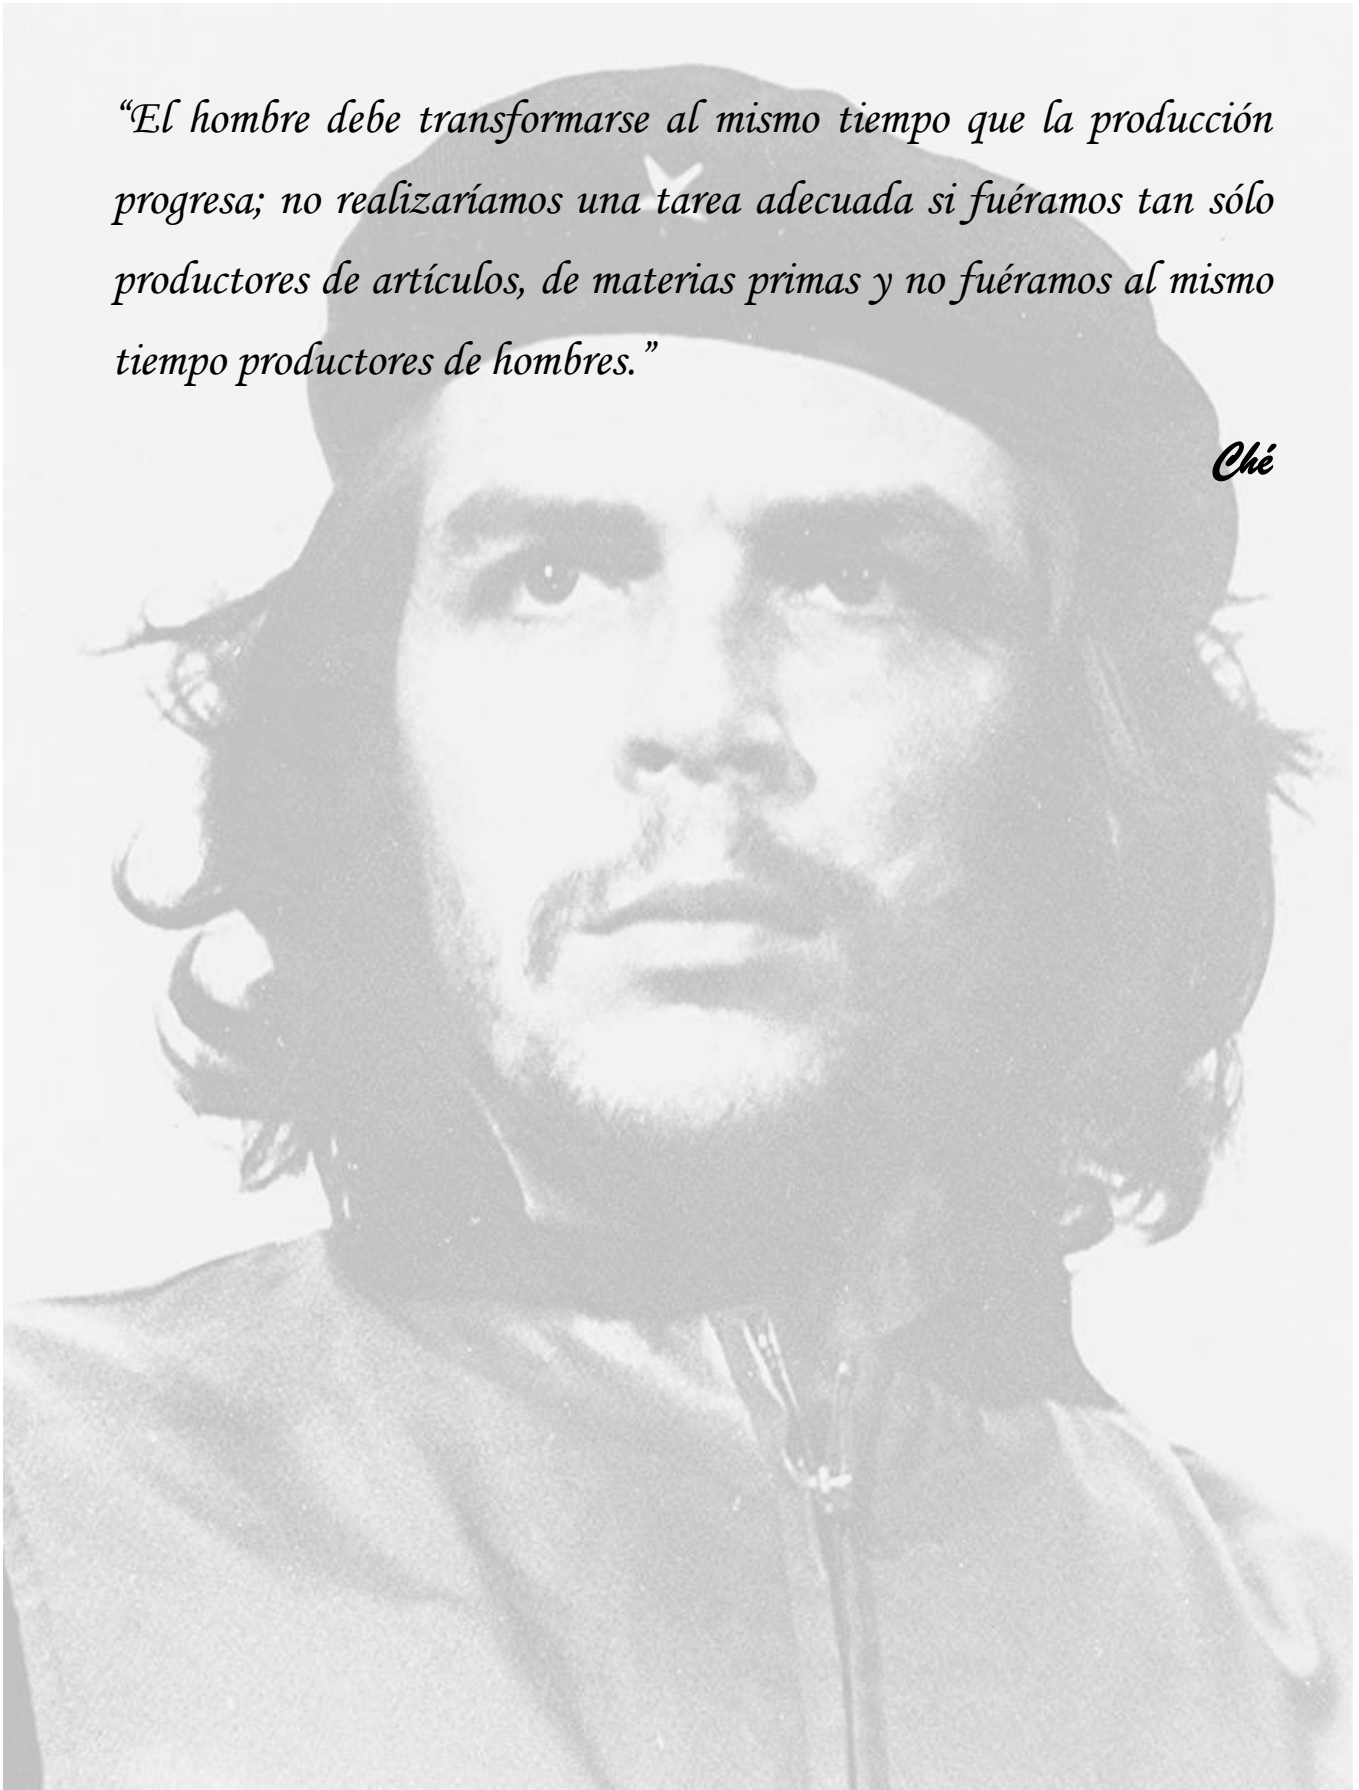 “El hombre debe transformarse al mismo tiempo que la producción
progresa; no realizaríamos una tarea adecuada si fuéramos tan sólo
productores de artículos, de materias primas y no fuéramos al mismo
tiempo productores de hombres.”
Ché